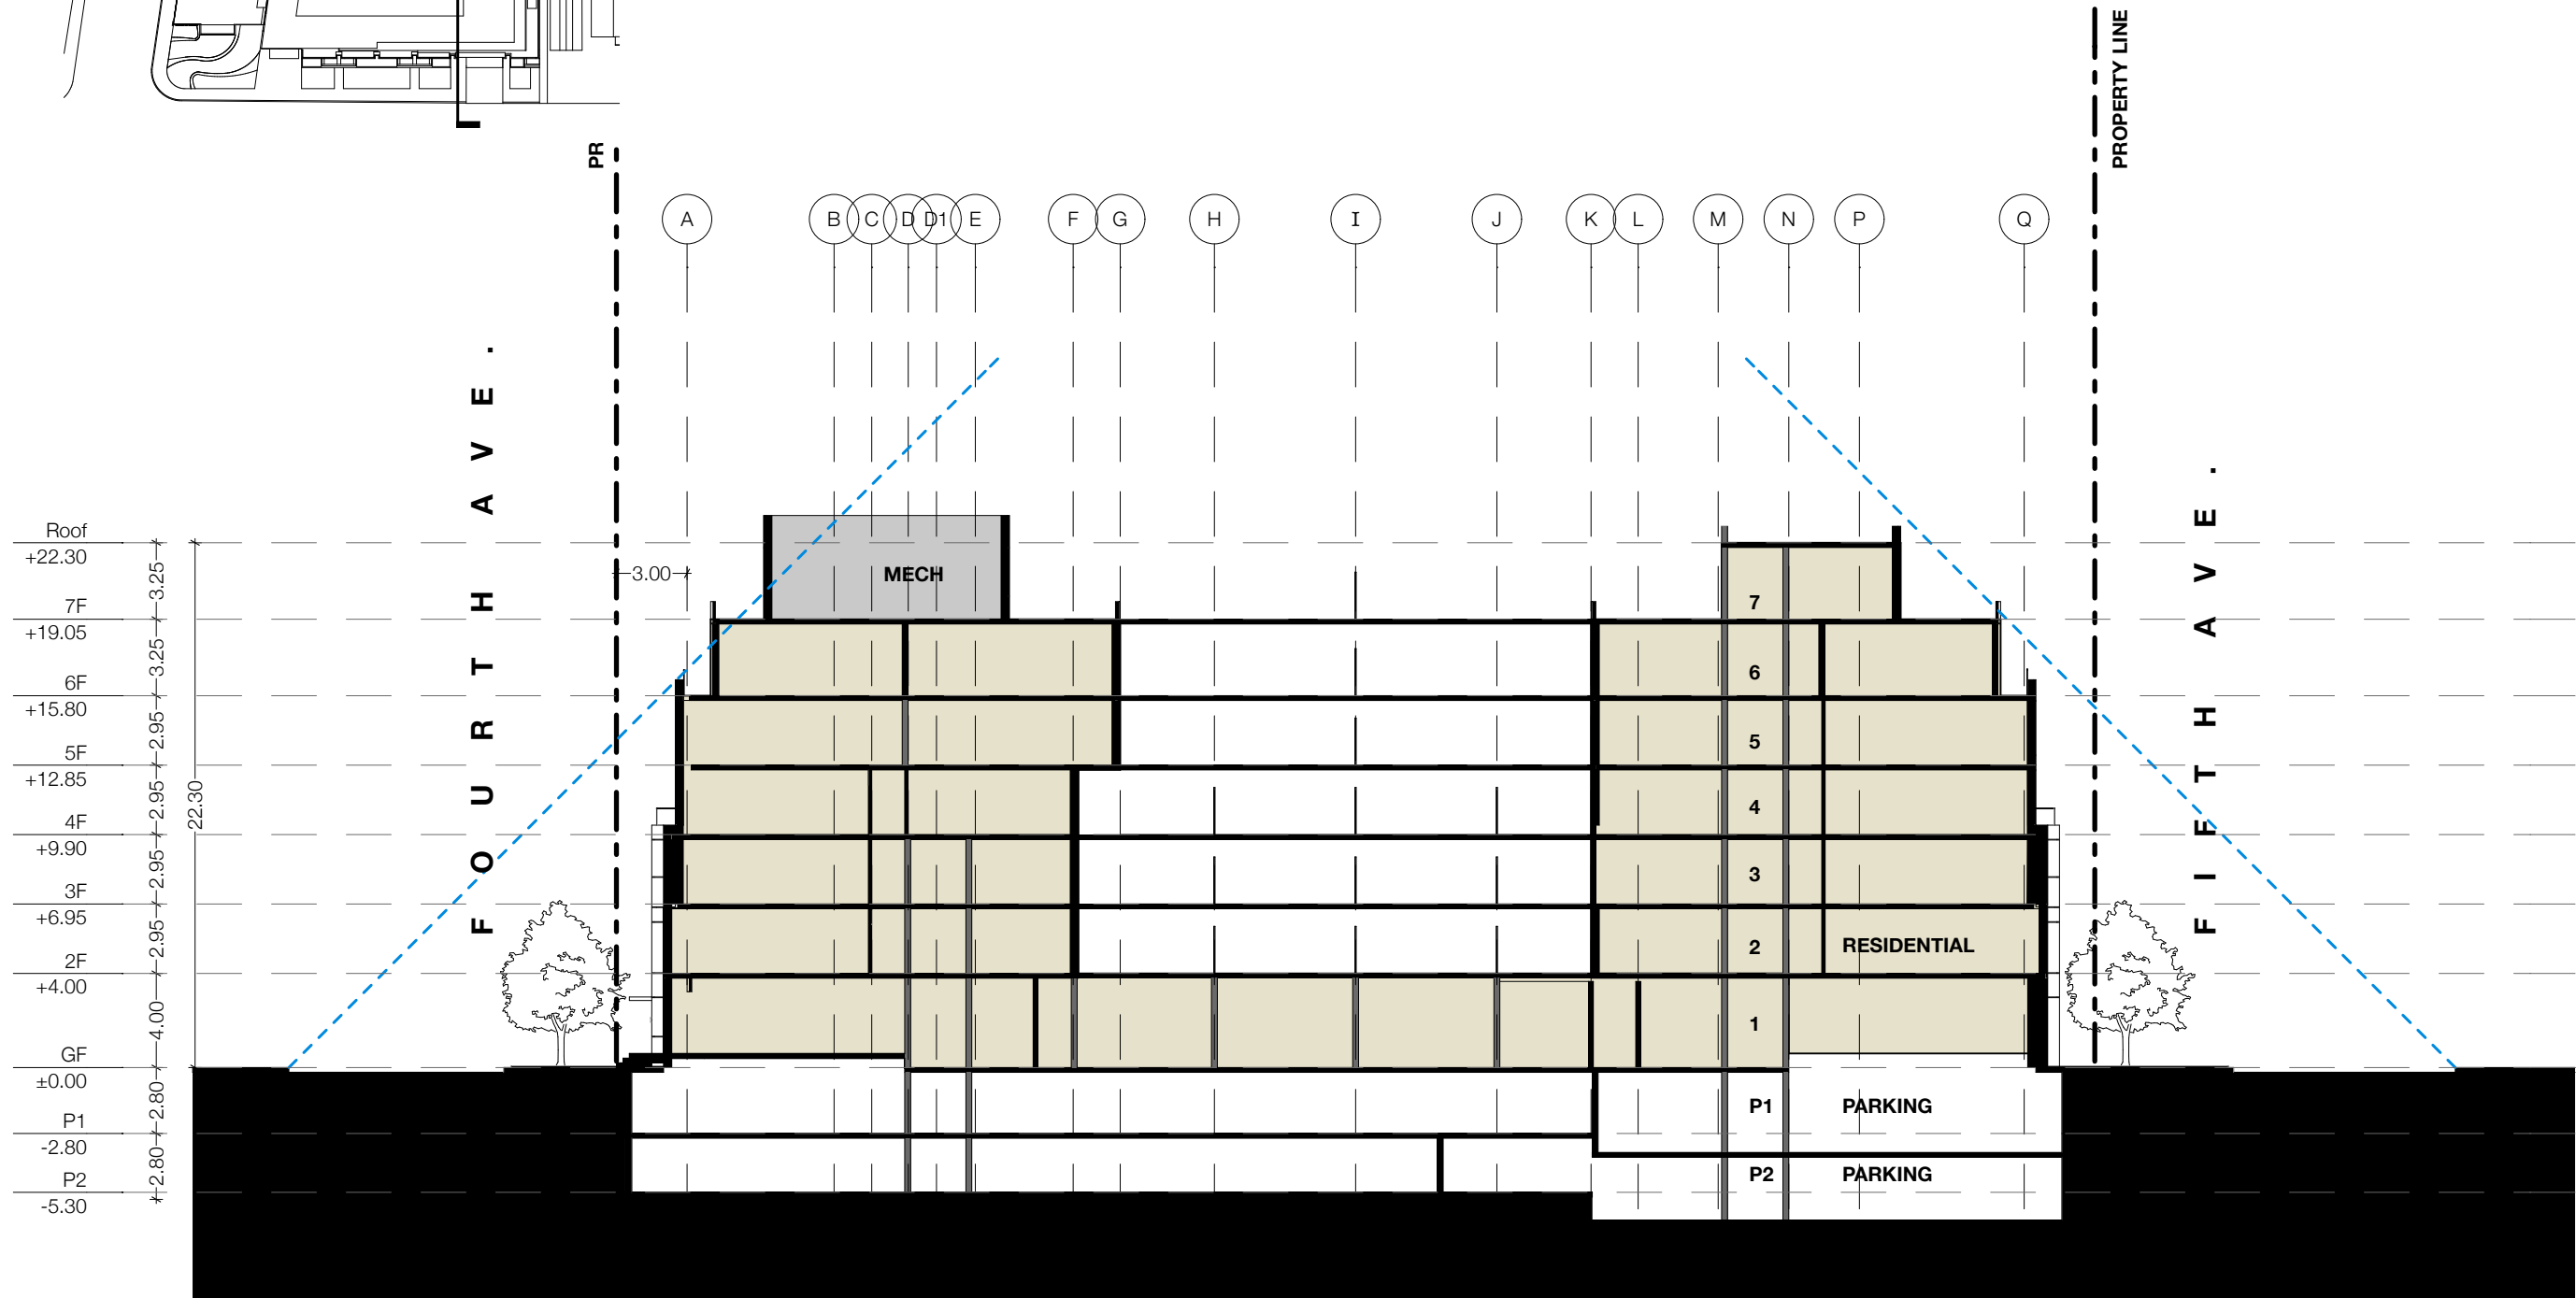 PROPERTY LINE
PR
A B C D D1 E F G H I J K L M N P Q
FOURTH AVE.
FIFTH AVE.
Roof
+22.30
3.25
7F
+19.05
3.25
6F
+15.80
2.95
5F
+12.85
2.95
4F
+9.90
2.95
3F
+6.95
2.95
2F
+4.00
4.00
GF
±0.00
2.80
P1
-2.80
2.80
P2
-5.30
22.30
3.00
MECH
7
6
5
4
3
2 RESIDENTIAL
1
P1 PARKING
P2 PARKING